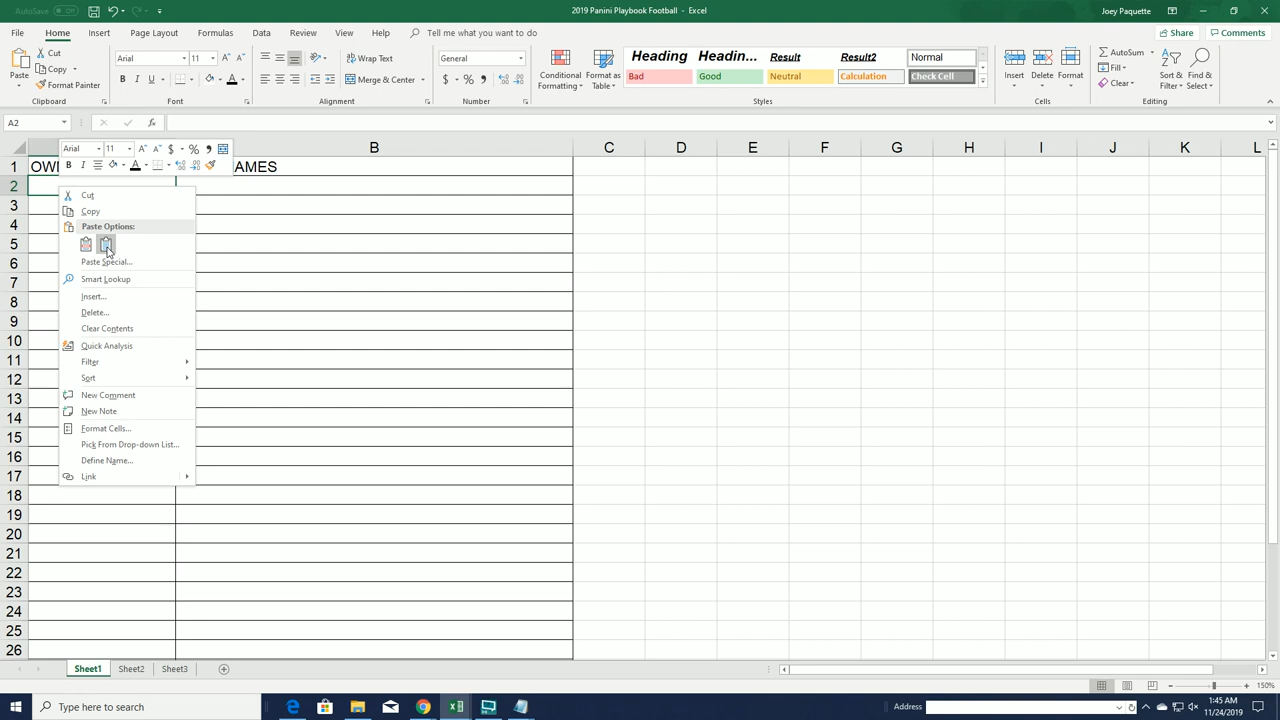 AutoSave Off 2019 Panini Playbook Football - Excel Joey Paquette
File Home Insert Page Layout Formulas Data Review View Help Tell me what you want to do Share Comments
Paste Cut Copy Format Painter Clipboard
Arial 11 A A B I U A Font
Wrap Text Merge & Center Alignment
General $ % , Number
Conditional Formatting Format as Table
Heading Headin... Result Result2 Normal
Bad Good Neutral Calculation Check Cell
Styles
Insert Delete Format Cells
AutoSum Fill Clear Sort & Filter Find & Select Editing
A2 fx
Arial 11 A A $ % ,
B I A
B C D E F G H I J K L
1 OW AMES
2
3
4
5
6
7
8
9
10
11
12
13
14
15
16
17
18
19
20
21
22
23
24
25
26
Cut
Copy
Paste Options:
Paste Special...
Smart Lookup
Insert...
Delete...
Clear Contents
Quick Analysis
Filter
Sort
New Comment
New Note
Format Cells...
Pick From Drop-down List...
Define Name...
Link
Sheet1 Sheet2 Sheet3
150%
Type here to search Address 1:45 AM
11/24/2019